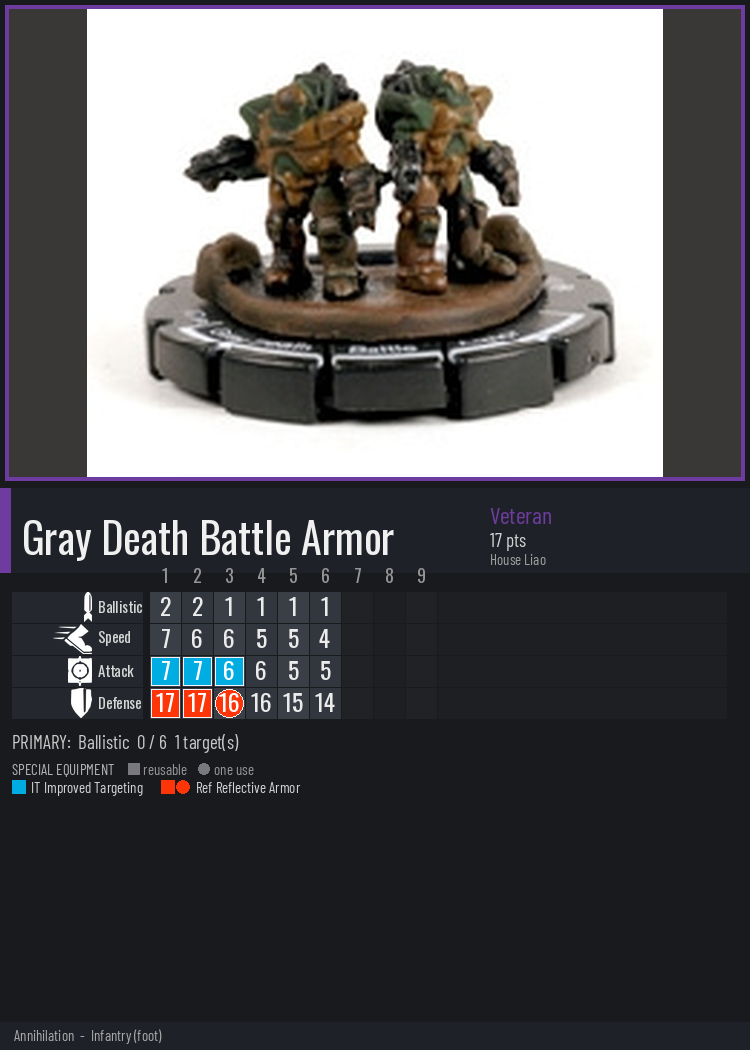 Gray Death Battle Armor
Veteran
17 pts
House Liao
1 2 3 4 5 6 7 8 9
Ballistic 2 2 1 1 1 1
Speed 7 6 6 5 5 4
Attack 7 7 6 6 5 5
Defense 17 17 16 16 15 14
PRIMARY: Ballistic 0 / 6 1 target(s)
SPECIAL EQUIPMENT reusable one use
IT Improved Targeting Ref Reflective Armor
Annihilation - Infantry (foot)